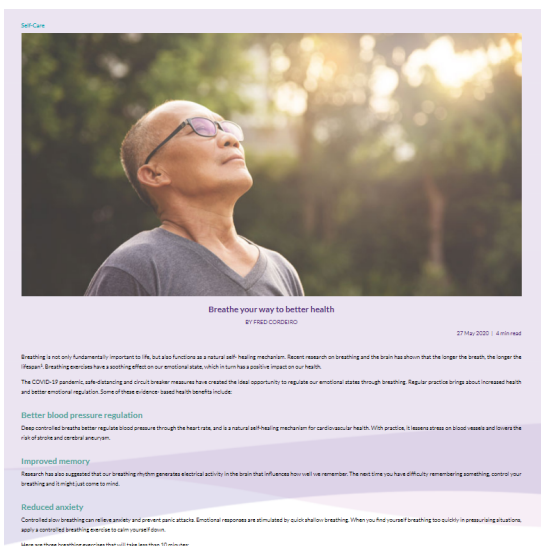 Self-Care
Breathe your way to better health
BY FRED CORDEIRO
27 May 2020 | 4 min read
Breathing is not only fundamentally important to life, but also functions as a natural self- healing mechanism. Recent research on breathing and the brain has shown that the longer the breath, the longer the
lifespan¹. Breathing exercises have a soothing effect on our emotional state, which in turn has a positive impact on our health.
The COVID-19 pandemic, safe-distancing and circuit breaker measures have created the ideal opportunity to regulate our emotional states through breathing. Regular practice brings about increased health
and better emotional regulation. Some of these evidence- based health benefits include:
Better blood pressure regulation
Deep controlled breaths better regulate blood pressure through the heart rate, and is a natural self-healing mechanism for cardiovascular health. With practice, it lessens stress on blood vessels and lowers the
risk of stroke and cerebral aneurysm.
Improved memory
Research has also suggested that our breathing rhythm generates electrical activity in the brain that influences how well we remember. The next time you have difficulty remembering something, control your
breathing and it might just come to mind.
Reduced anxiety
Controlled slow breathing can relieve anxiety and prevent panic attacks. Emotional responses are stimulated by quick shallow breathing. When you find yourself breathing too quickly in pressurising situations,
apply a controlled breathing exercise to calm yourself down.
Here are three breathing exercises that will take less than 10 minutes: